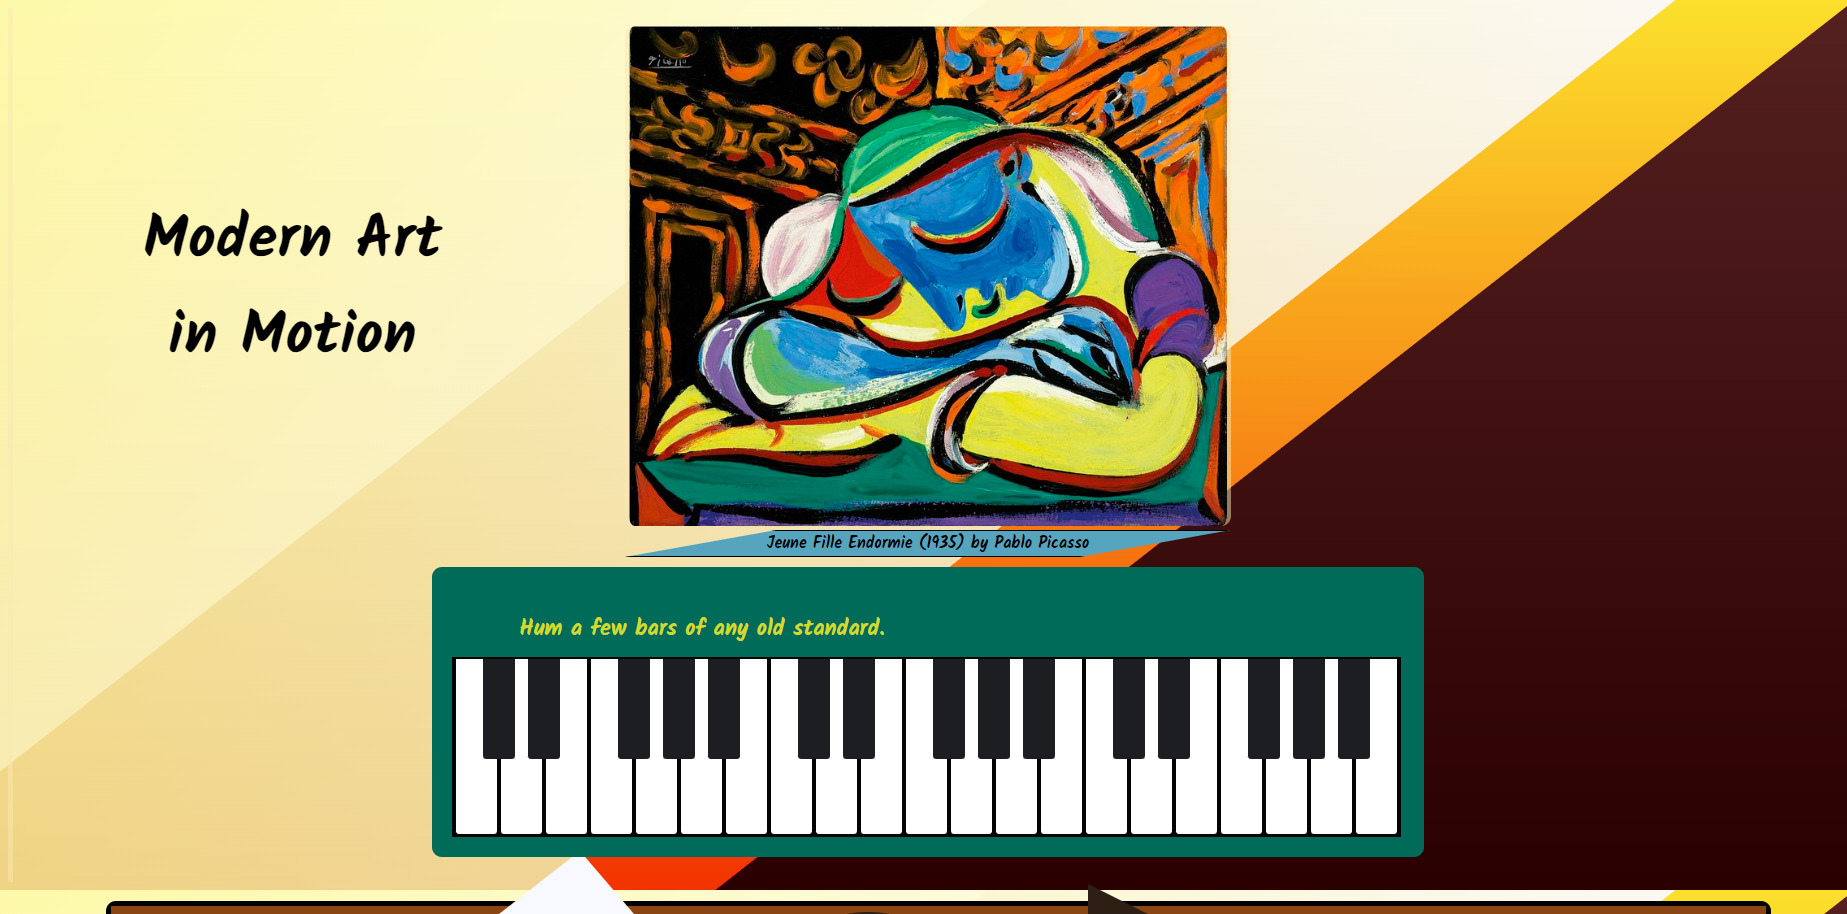 Modern Art
in Motion
Jeune Fille Endormie (1935) by Pablo Picasso
Hum a few bars of any old standard.